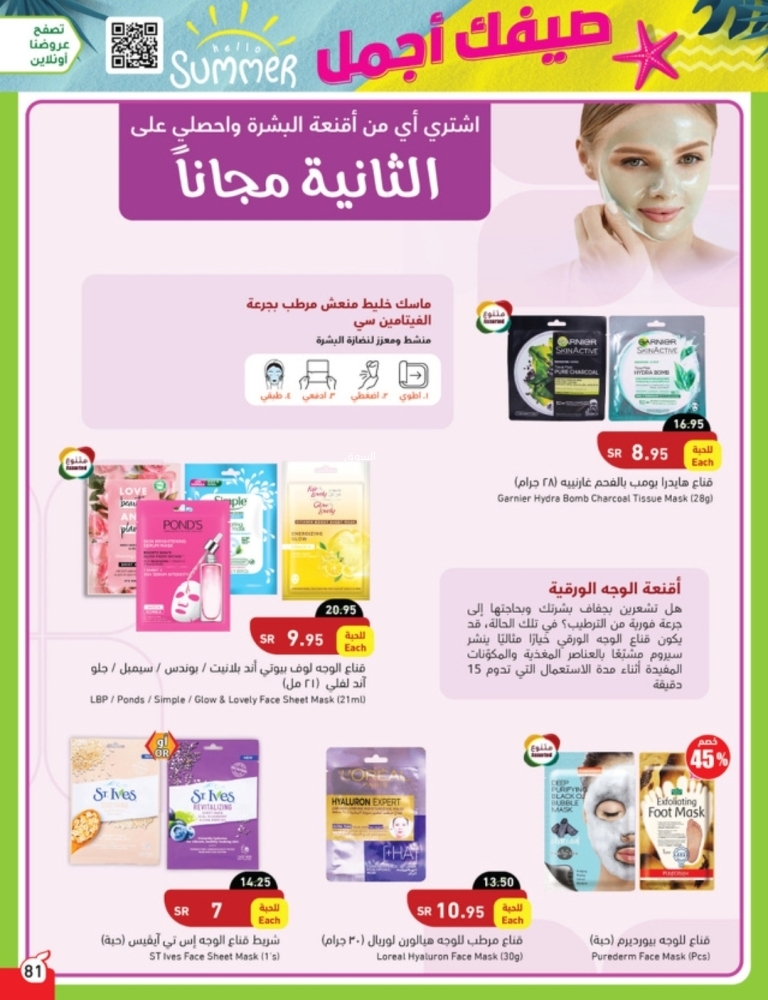 تصفح
عروضنا
أونلاين
hello
SUMMER
صيفك أجمل
اشتري أي من أقنعة البشرة واحصلي على
الثانية مجاناً
ماسك خليط منعش مرطب بجرعة
الفيتامين سي
منشط ومعزز لنضارة البشرة
١. اطوي ٢. اضغطي ٣. ادمغي ٤. طبقي
متنوع
Assorted
GARNIER
SKINACTIVE
PURE CHARCOAL
GARNIER
SKINACTIVE
HYDRA BOMB
16.95
SR 8.95
للحبة
Each
قناع هايدرا بومب بالفحم غارنييه (٢٨ جرام)
Garnier Hydra Bomb Charcoal Tissue Mask (28g)
متنوع
Assorted
LOVE
POND'S
Simple
Glow & Lovely
20.95
SR 9.95
للحبة
Each
قناع الوجه لوف بيوتي أند بلانيت / بوندس / سيمبل / جلو
آند لفلي (٢١ مل)
LBP / Ponds / Simple / Glow & Lovely Face Sheet Mask (21ml)
أقنعة الوجه الورقية
هل تشعرين بجفاف بشرتك وبحاجتها إلى
جرعة فورية من الترطيب؟ في تلك الحالة، قد
يكون قناع الوجه الورقي خيارًا مثاليًا ينشر
سيروم مشبّعًا بالعناصر المغذية والمكوّنات
المفيدة أثناء مدة الاستعمال التي تدوم 15
دقيقة
أو
OR
ST IVES
ST IVES
REVITALIZING
14.25
SR 7
للحبة
Each
شريط قناع الوجه إس تي آيفيس (حبة)
ST Ives Face Sheet Mask (1's)
L'OREAL
HYALURON EXPERT
[+HA]
13.50
SR 10.95
للحبة
Each
قناع مرطب للوجه هيالورن لوريال (٣٠ جرام)
Loreal Hyaluron Face Mask (30g)
متنوع
Assorted
خصم
45%
DEEP
PURIFYING
BLACK O2
BUBBLE
MASK
Exfoliating
Foot Mask
قناع للوجه بيورديرم (حبة)
Purederm Face Mask (Pcs)
81